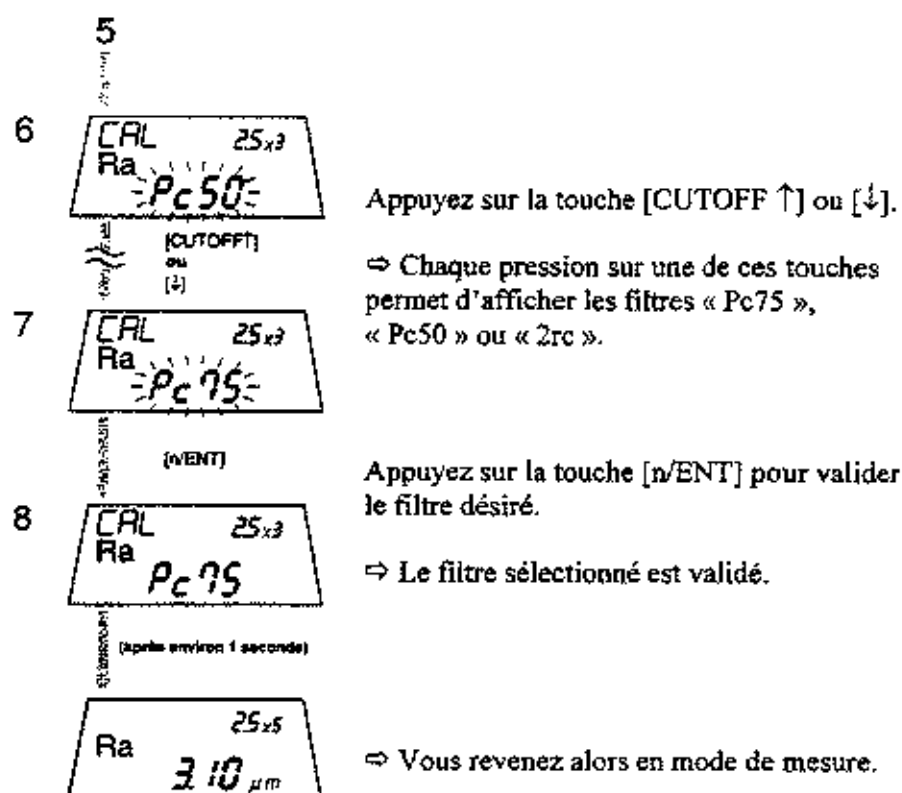 5
6
CAL 25x3
Ra
Pc50
Appuyez sur la touche [CUTOFF ↑] ou [↓].
[CUTOFF↑]
ou
[↓]
⇨ Chaque pression sur une de ces touches
permet d'afficher les filtres « Pc75 »,
« Pc50 » ou « 2rc ».
7
CAL 25x3
Ra
Pc75
[n/ENT]
Appuyez sur la touche [n/ENT] pour valider
le filtre désiré.
8
CAL 25x3
Ra
Pc75
⇨ Le filtre sélectionné est validé.
(après environ 1 seconde)
25x5
Ra
3.10 µm
⇨ Vous revenez alors en mode de mesure.